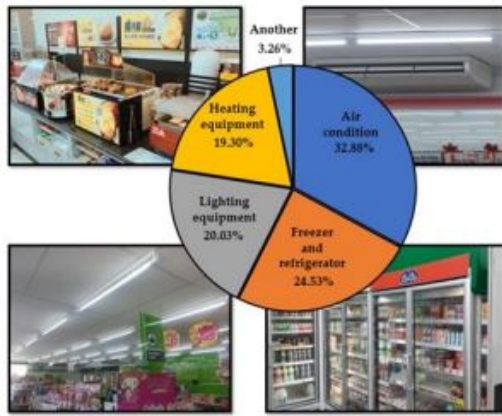 Another
3.26%
Air
condition
32.88%
Heating
equipment
19.30%
Lighting
equipment
20.03%
Freezer
and
refrigerator
24.53%